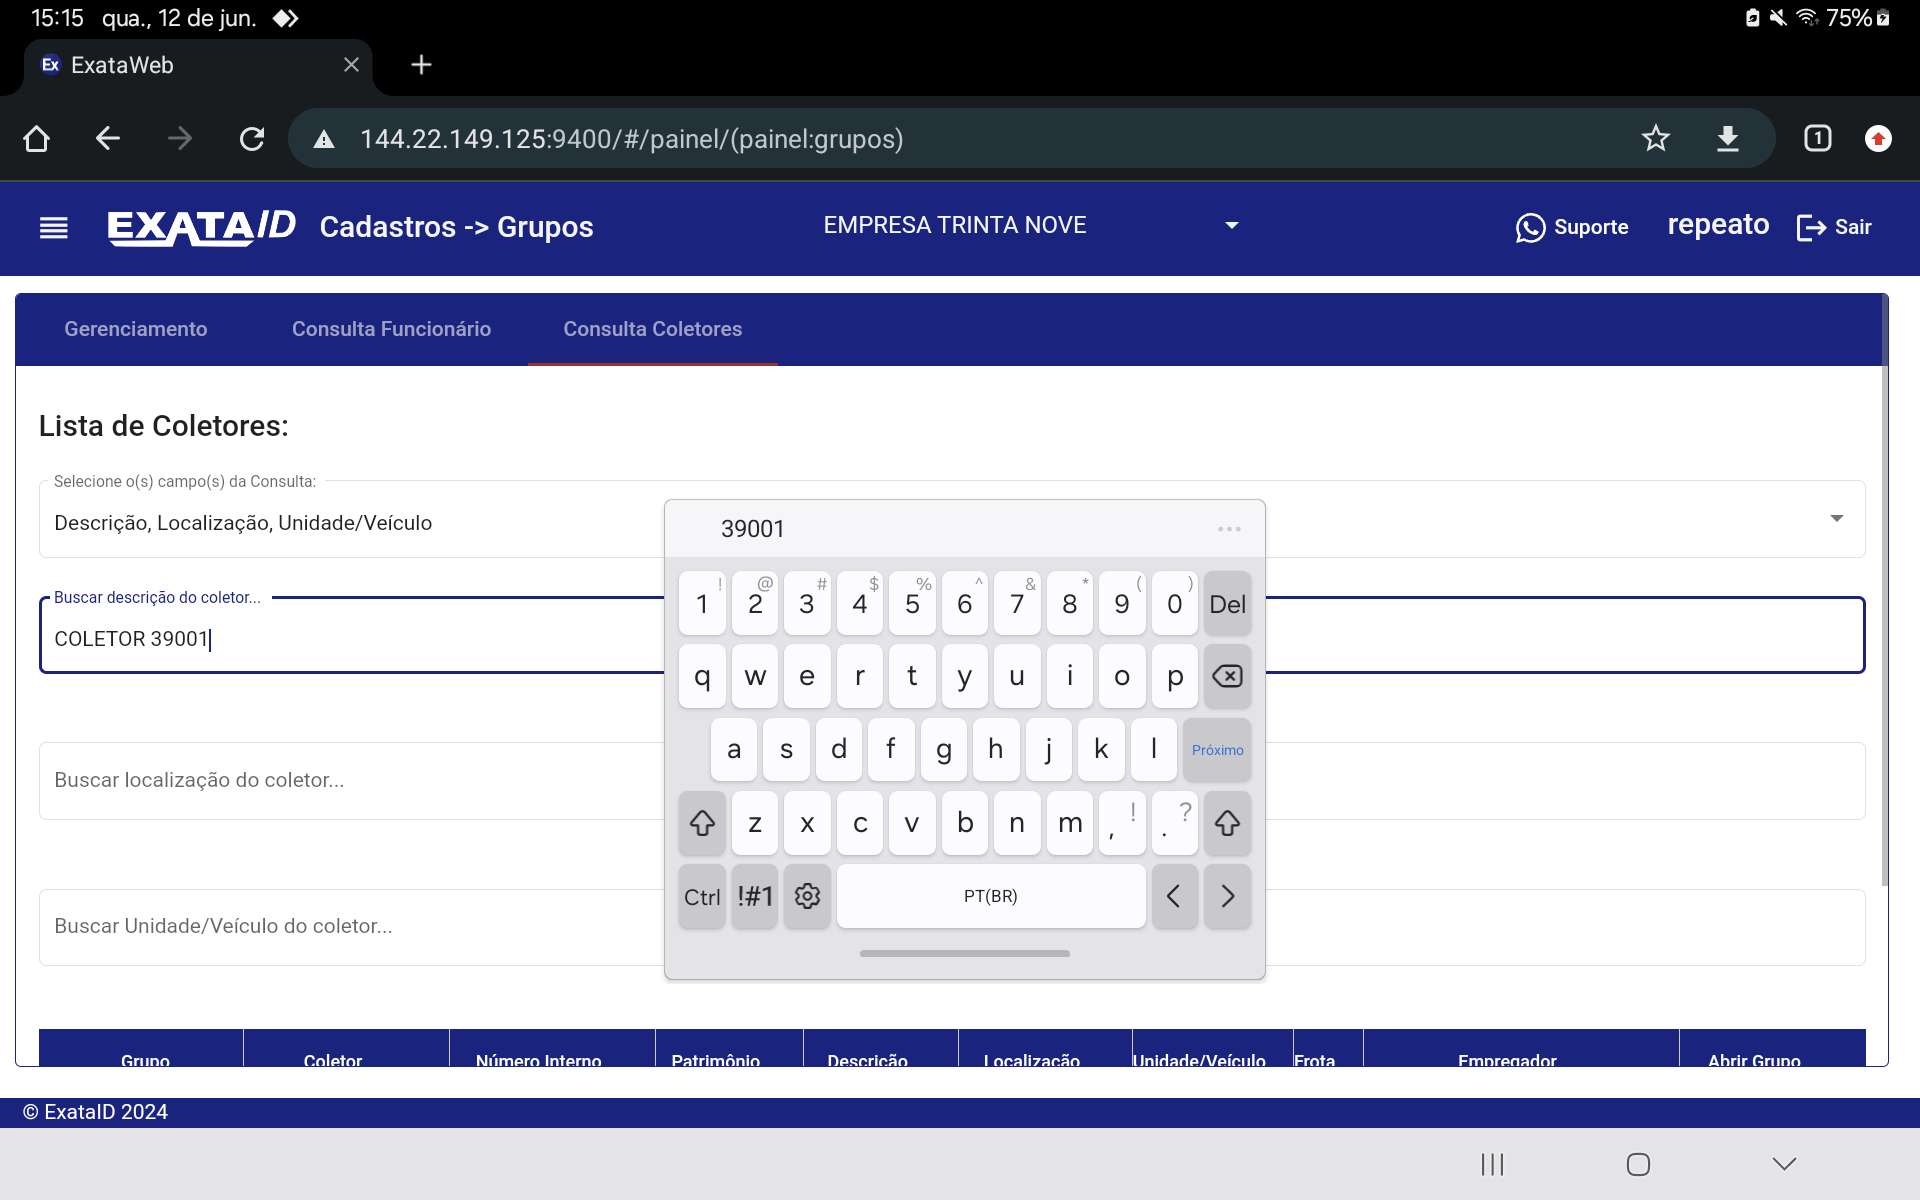 15:15 qua., 12 de jun. 75%
Ex ExataWeb
144.22.149.125:9400/#/painel/(painel:grupos) 1
EXATA ID Cadastros -> Grupos EMPRESA TRINTA NOVE Suporte repeato Sair
Gerenciamento Consulta Funcionário Consulta Coletores
Lista de Coletores:
Selecione o(s) campo(s) da Consulta:
Descrição, Localização, Unidade/Veículo
Buscar descrição do coletor...
COLETOR 39001
Buscar localização do coletor...
Buscar Unidade/Veículo do coletor...
39001 ...
! @ # $ % ^ & * ( )
1 2 3 4 5 6 7 8 9 0 Del
q w e r t y u i o p
a s d f g h j k l Próximo
z x c v b n m , ! . ?
Ctrl !#1 PT(BR) < >
Grupo Coletor Número Interno Patrimônio Descrição Localização Unidade/Veículo Frota Empregador Abrir Grupo
© ExataID 2024